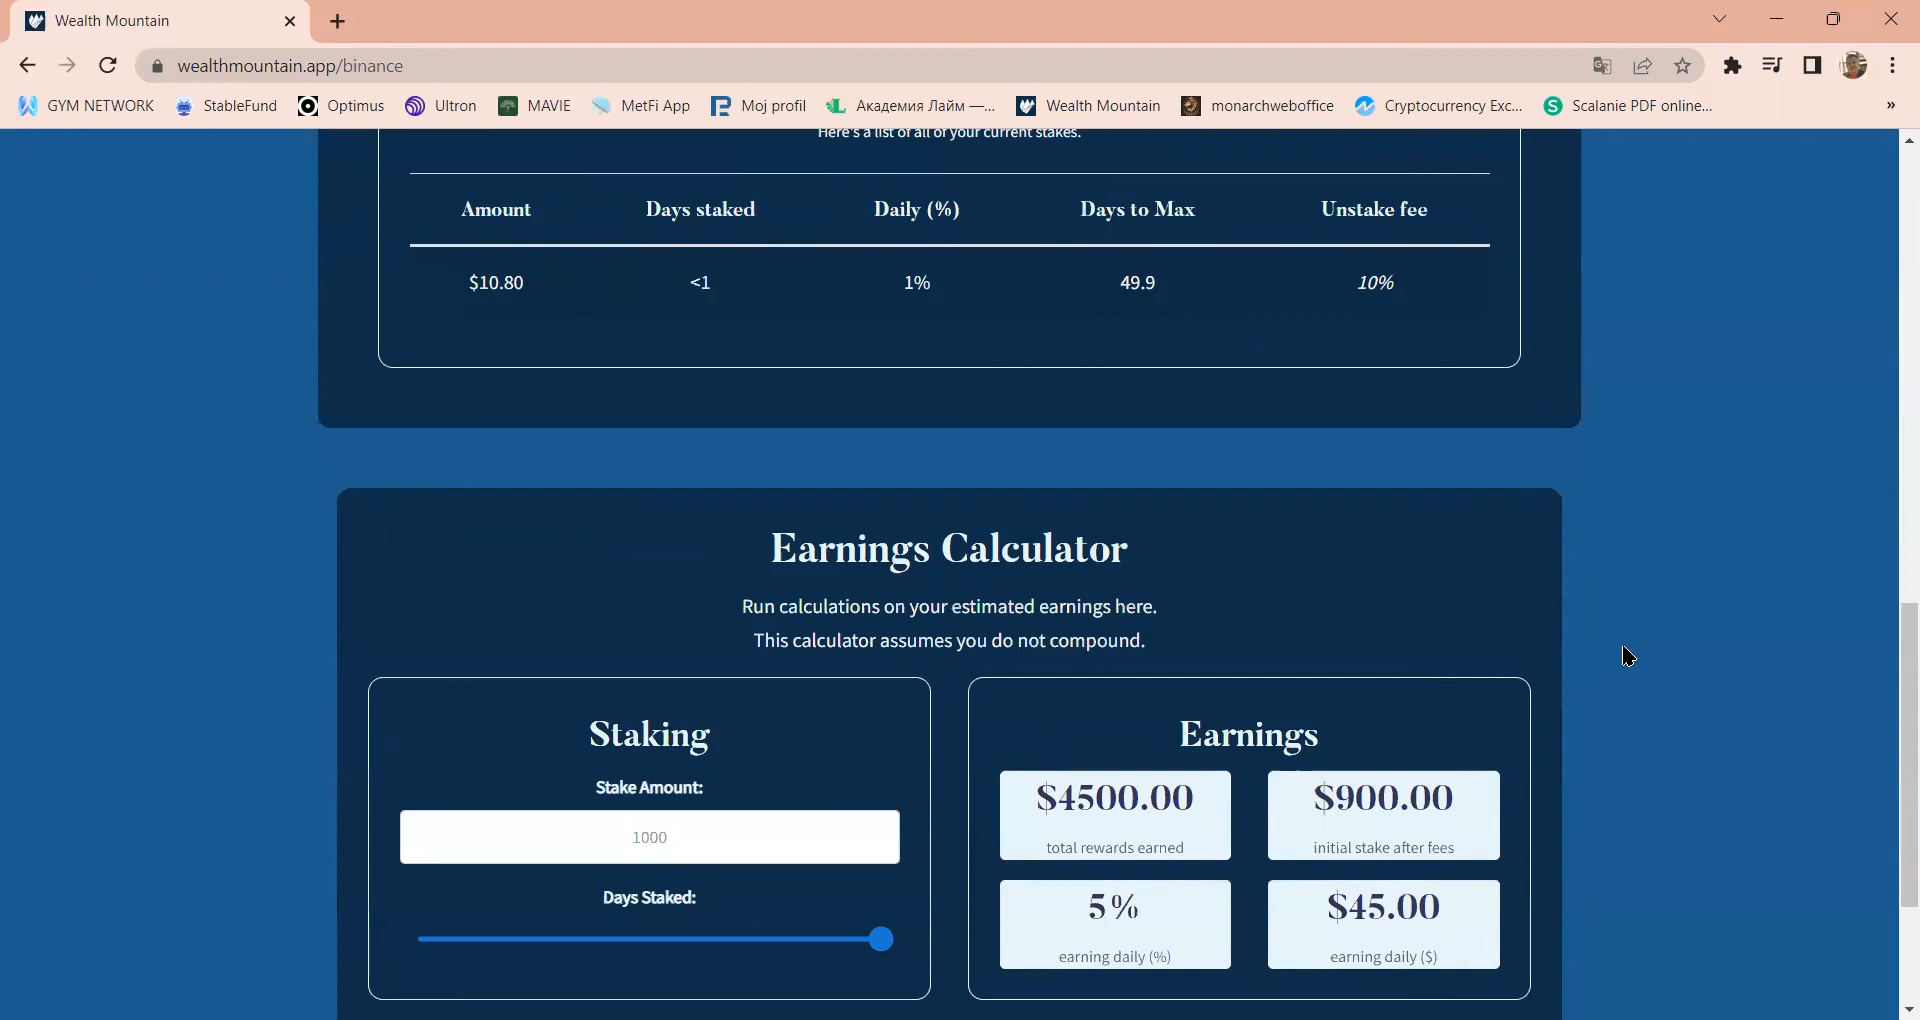 Wealth Mountain
wealthmountain.app/binance
GYM NETWORK StableFund Optimus Ultron MAVIE MetFi App Moj profil Академия Лайм —... Wealth Mountain monarchweboffice Cryptocurrency Exc... Scalanie PDF online... »
Here's a list of all of your current stakes.
Amount Days staked Daily (%) Days to Max Unstake fee
$10.80 <1 1% 49.9 10%
Earnings Calculator
Run calculations on your estimated earnings here.
This calculator assumes you do not compound.
Staking
Stake Amount:
1000
Days Staked:
Earnings
$4500.00 $900.00
total rewards earned initial stake after fees
5% $45.00
earning daily (%) earning daily ($)